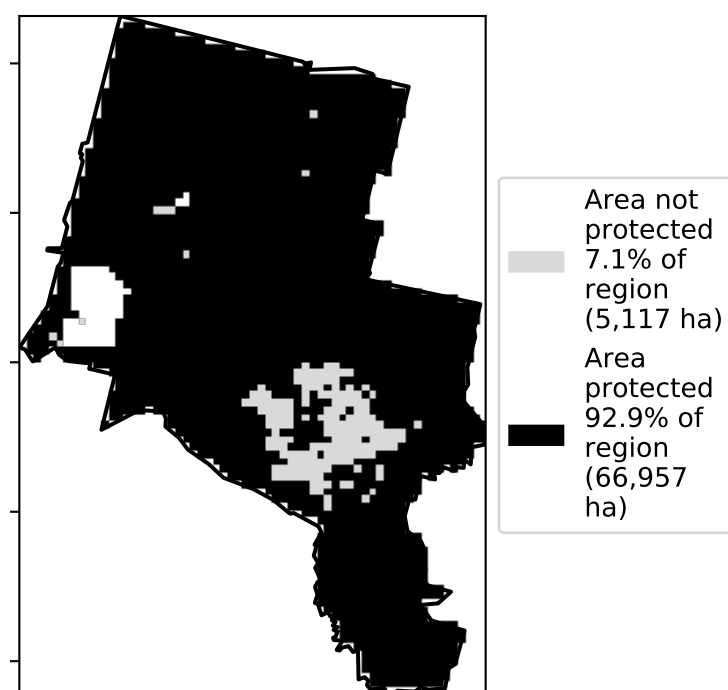 Area not
protected
7.1% of
region
(5,117 ha)
Area
protected
92.9% of
region
(66,957
ha)